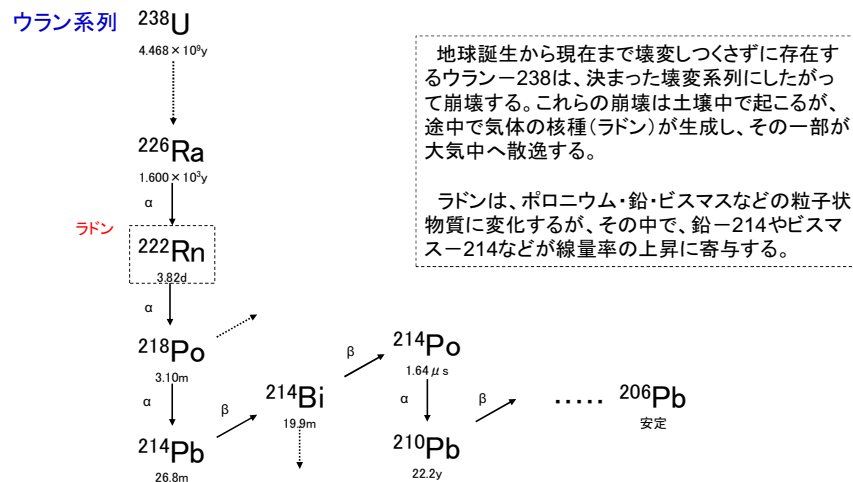 ウラン系列
²³⁸U
4.468×10⁹y
地球誕生から現在まで壊変しつくさずに存在す
るウラン－238は、決まった壊変系列にしたがっ
て崩壊する。これらの崩壊は土壌中で起こるが、
途中で気体の核種（ラドン）が生成し、その一部が
大気中へ散逸する。
ラドンは、ポロニウム・鉛・ビスマスなどの粒子状
物質に変化するが、その中で、鉛－214やビスマ
ス－214などが線量率の上昇に寄与する。
²²⁶Ra
1.600×10³y
α
ラドン
²²²Rn
3.82d
α
²¹⁸Po
3.10m
α
²¹⁴Pb
26.8m
β
²¹⁴Bi
19.9m
β
²¹⁴Po
1.64μs
α
²¹⁰Pb
22.2y
β
・・・・・
²⁰⁶Pb
安定